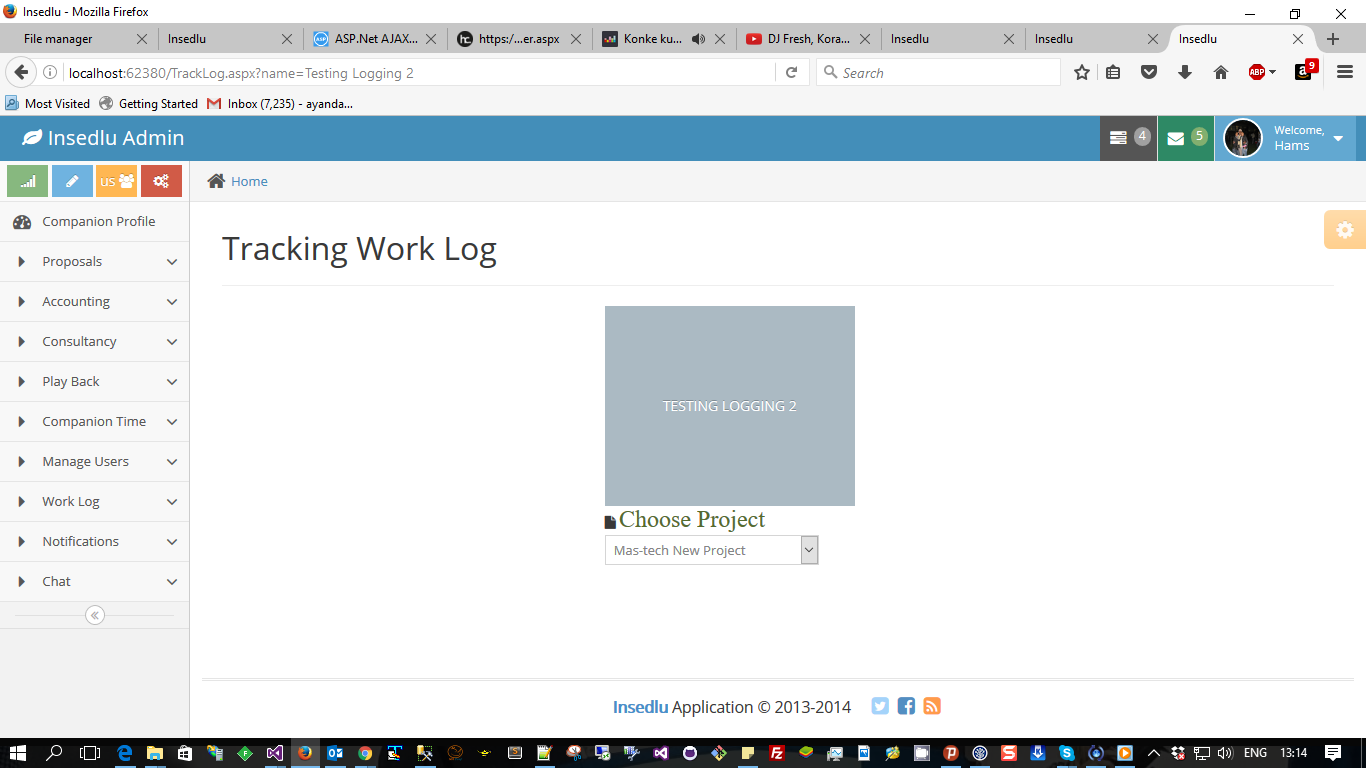 Insedlu - Mozilla Firefox
File manager
Insedlu
ASP.Net AJAX...
https:/...er.aspx
Konke ku...
DJ Fresh, Kora...
Insedlu
Insedlu
Insedlu
localhost:62380/TrackLog.aspx?name=Testing Logging 2
Search
ABP
9
Most Visited
Getting Started
Inbox (7,235) - ayanda...
Insedlu Admin
4
5
Welcome,
Hams
US
Home
Companion Profile
Proposals
Accounting
Consultancy
Play Back
Companion Time
Manage Users
Work Log
Notifications
Chat
Tracking Work Log
TESTING LOGGING 2
Choose Project
Mas-tech New Project
Insedlu Application © 2013-2014
ENG
13:14